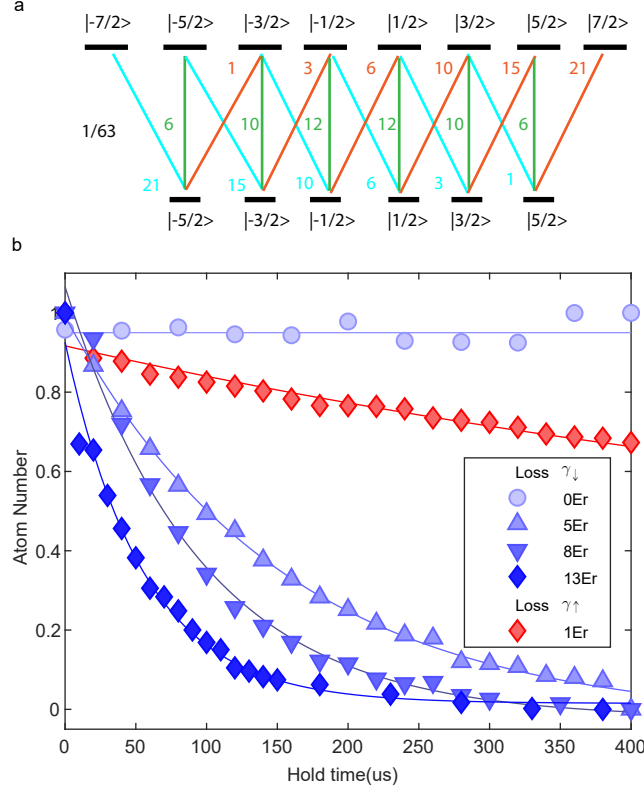 a
|-7/2> |-5/2> |-3/2> |-1/2> |1/2> |3/2> |5/2> |7/2>
1 3 6 10 15 21
1/63 6 10 12 12 10 6
21 15 10 6 3 1
|-5/2> |-3/2> |-1/2> |1/2> |3/2> |5/2>
b
1
0.8
0.6
0.4
0.2
0
Atom Number
Loss γ↓
0Er
5Er
8Er
13Er
Loss γ↑
1Er
0 50 100 150 200 250 300 350 400
Hold time(us)